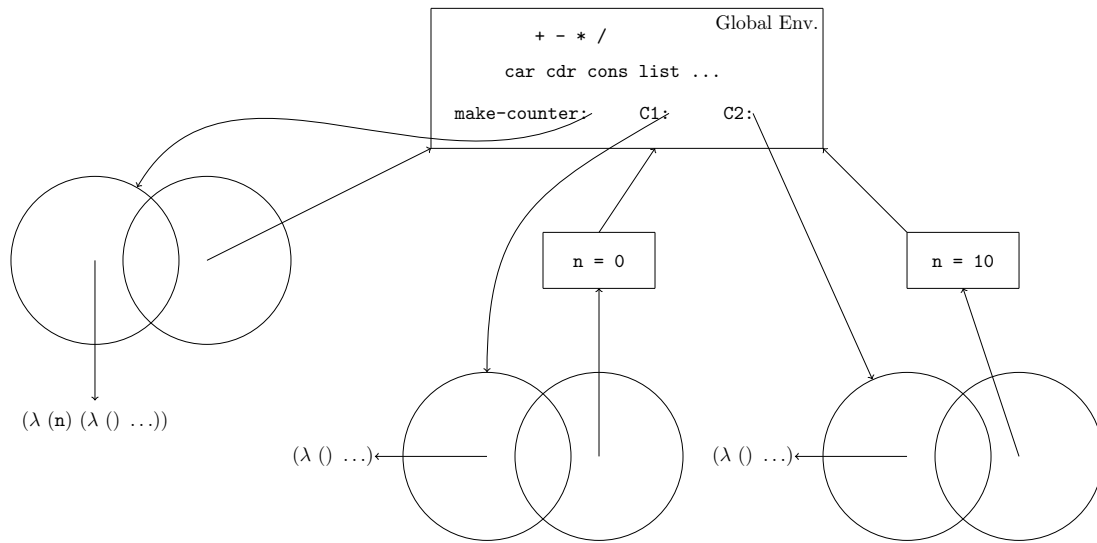 Global Env.
+ - * /
car cdr cons list ...
make-counter: C1: C2:
n = 0
n = 10
(λ (n) (λ () ...))
(λ () ...)
(λ () ...)